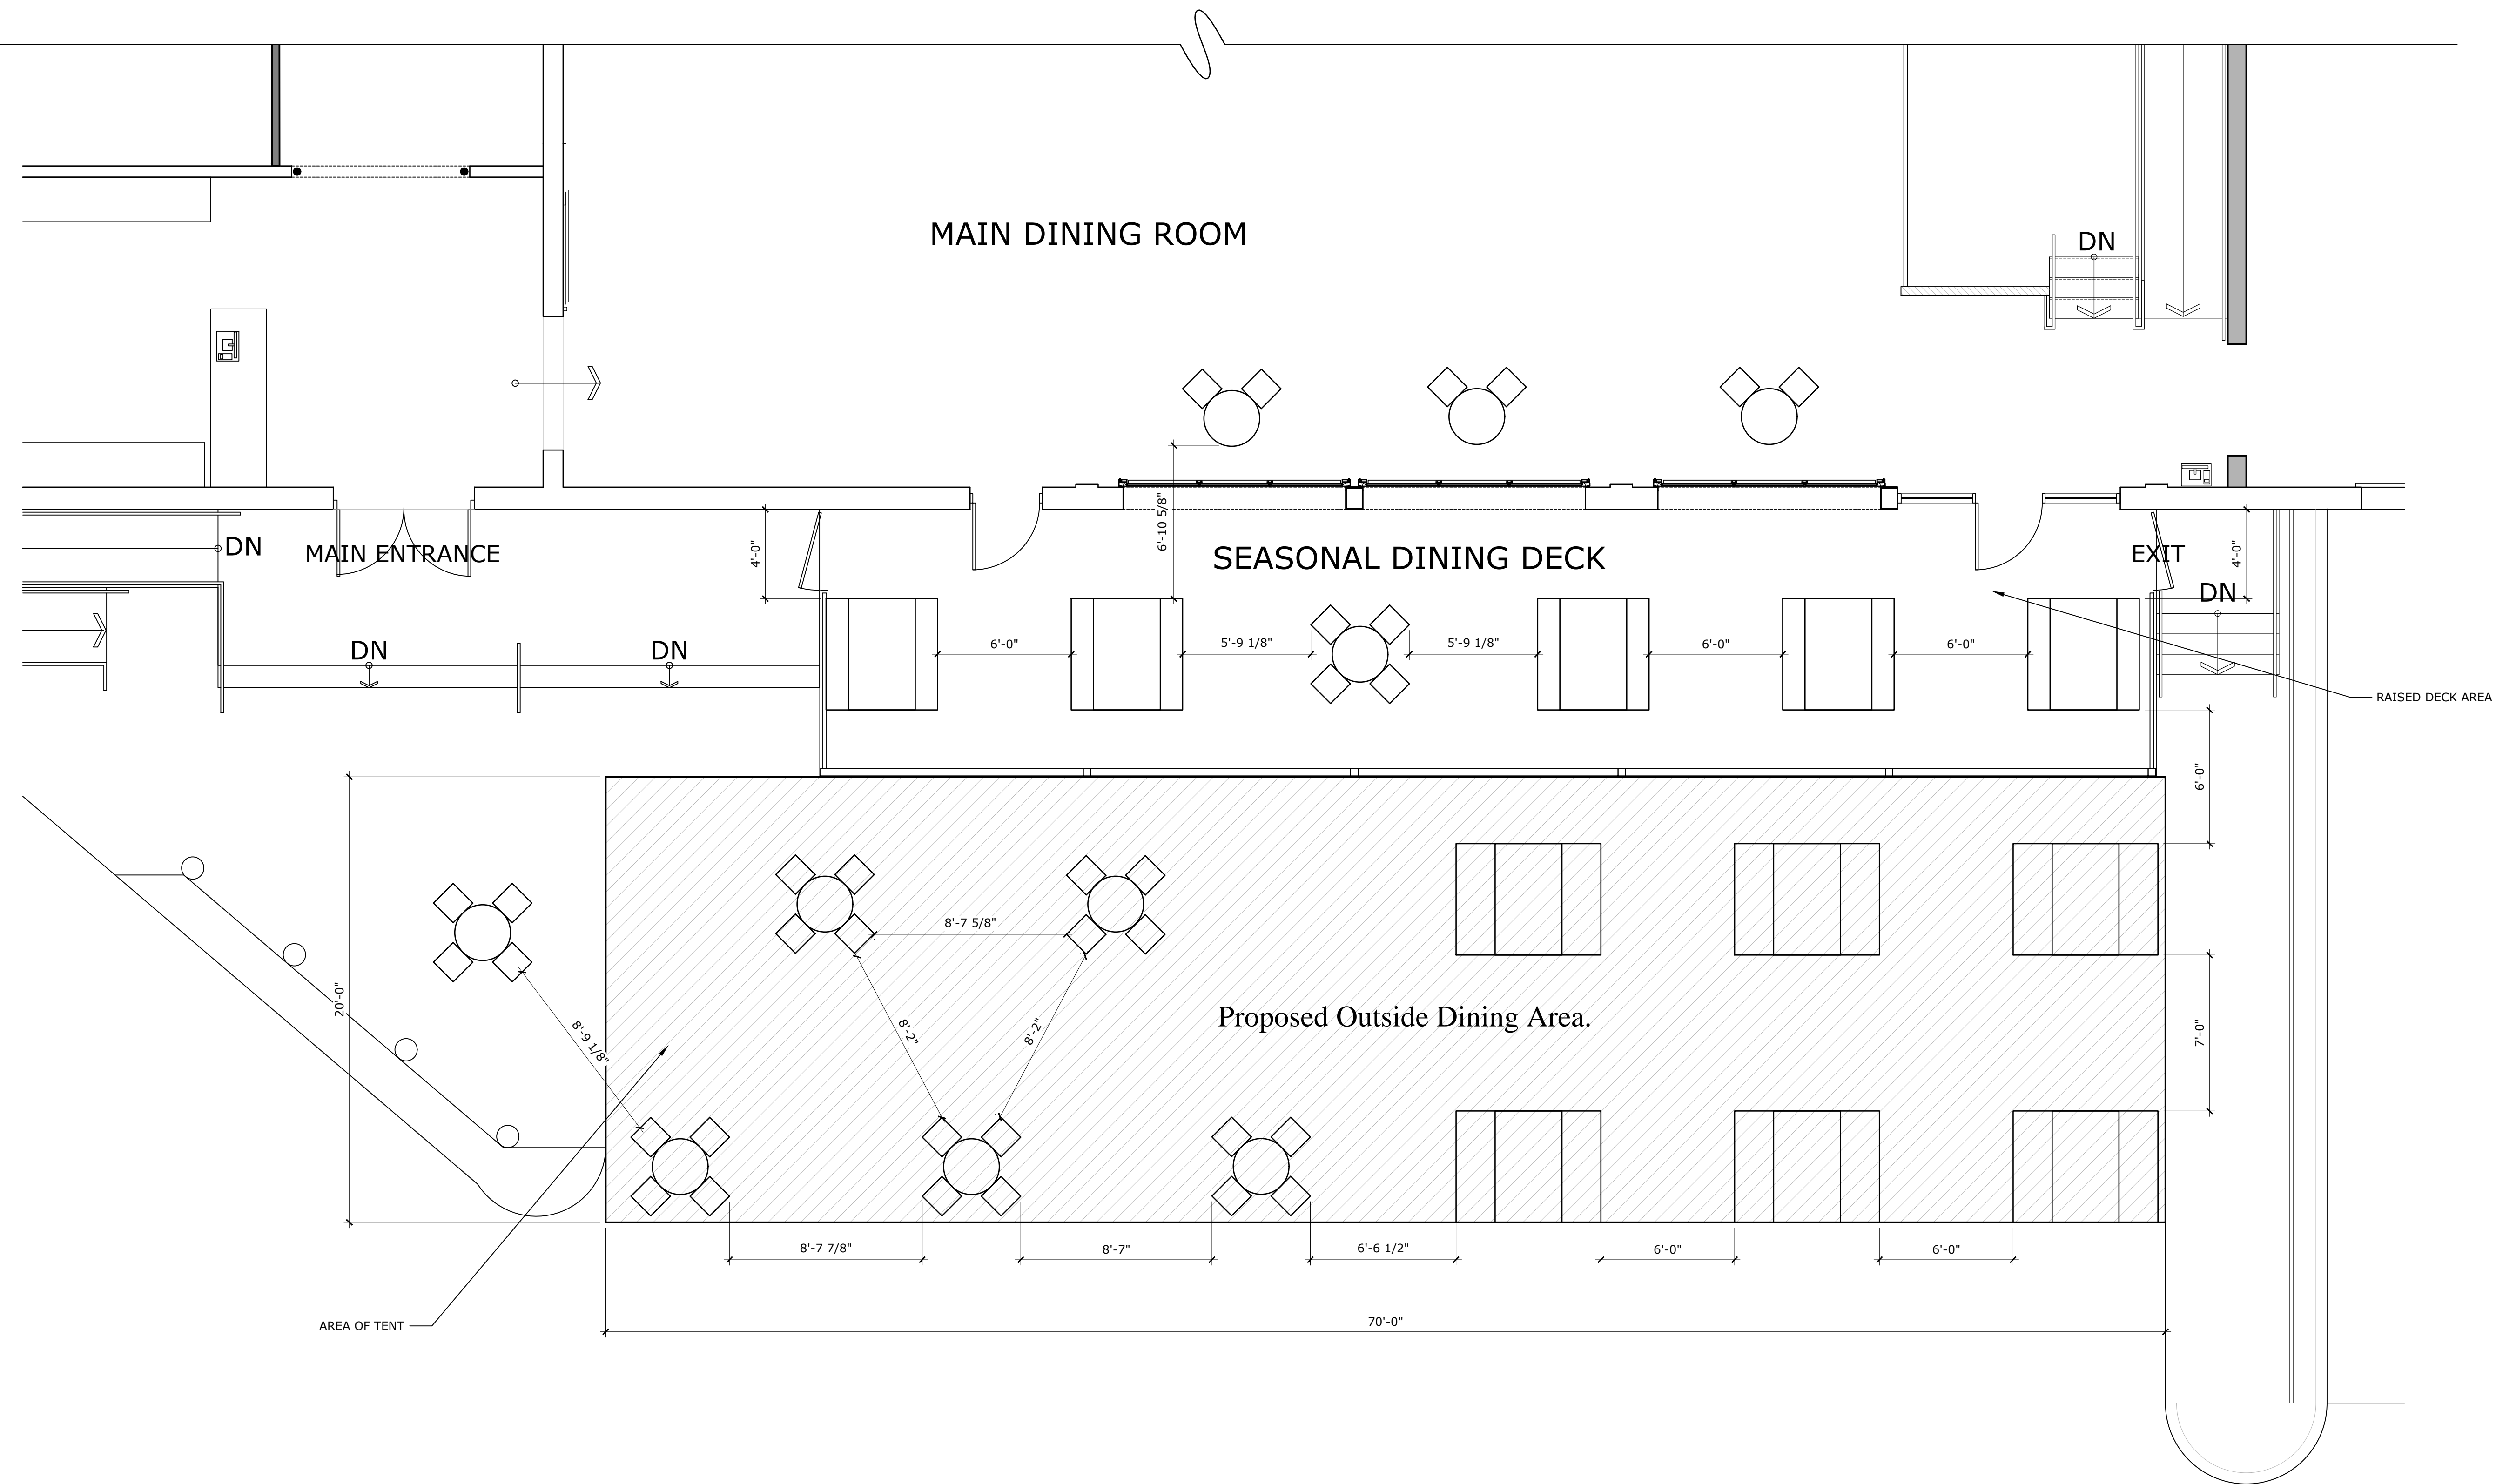 MAIN DINING ROOM
DN
6'-10 5/8"
DN
MAIN ENTRANCE
4'-0"
SEASONAL DINING DECK
EXIT
4'-0"
DN
DN
DN
6'-0"
5'-9 1/8"
5'-9 1/8"
6'-0"
6'-0"
RAISED DECK AREA
6'-0"
8'-7 5/8"
20'-0"
8'-9 1/8"
8'-2"
8'-2"
Proposed Outside Dining Area.
7'-0"
8'-7 7/8"
8'-7"
6'-6 1/2"
6'-0"
6'-0"
AREA OF TENT
70'-0"